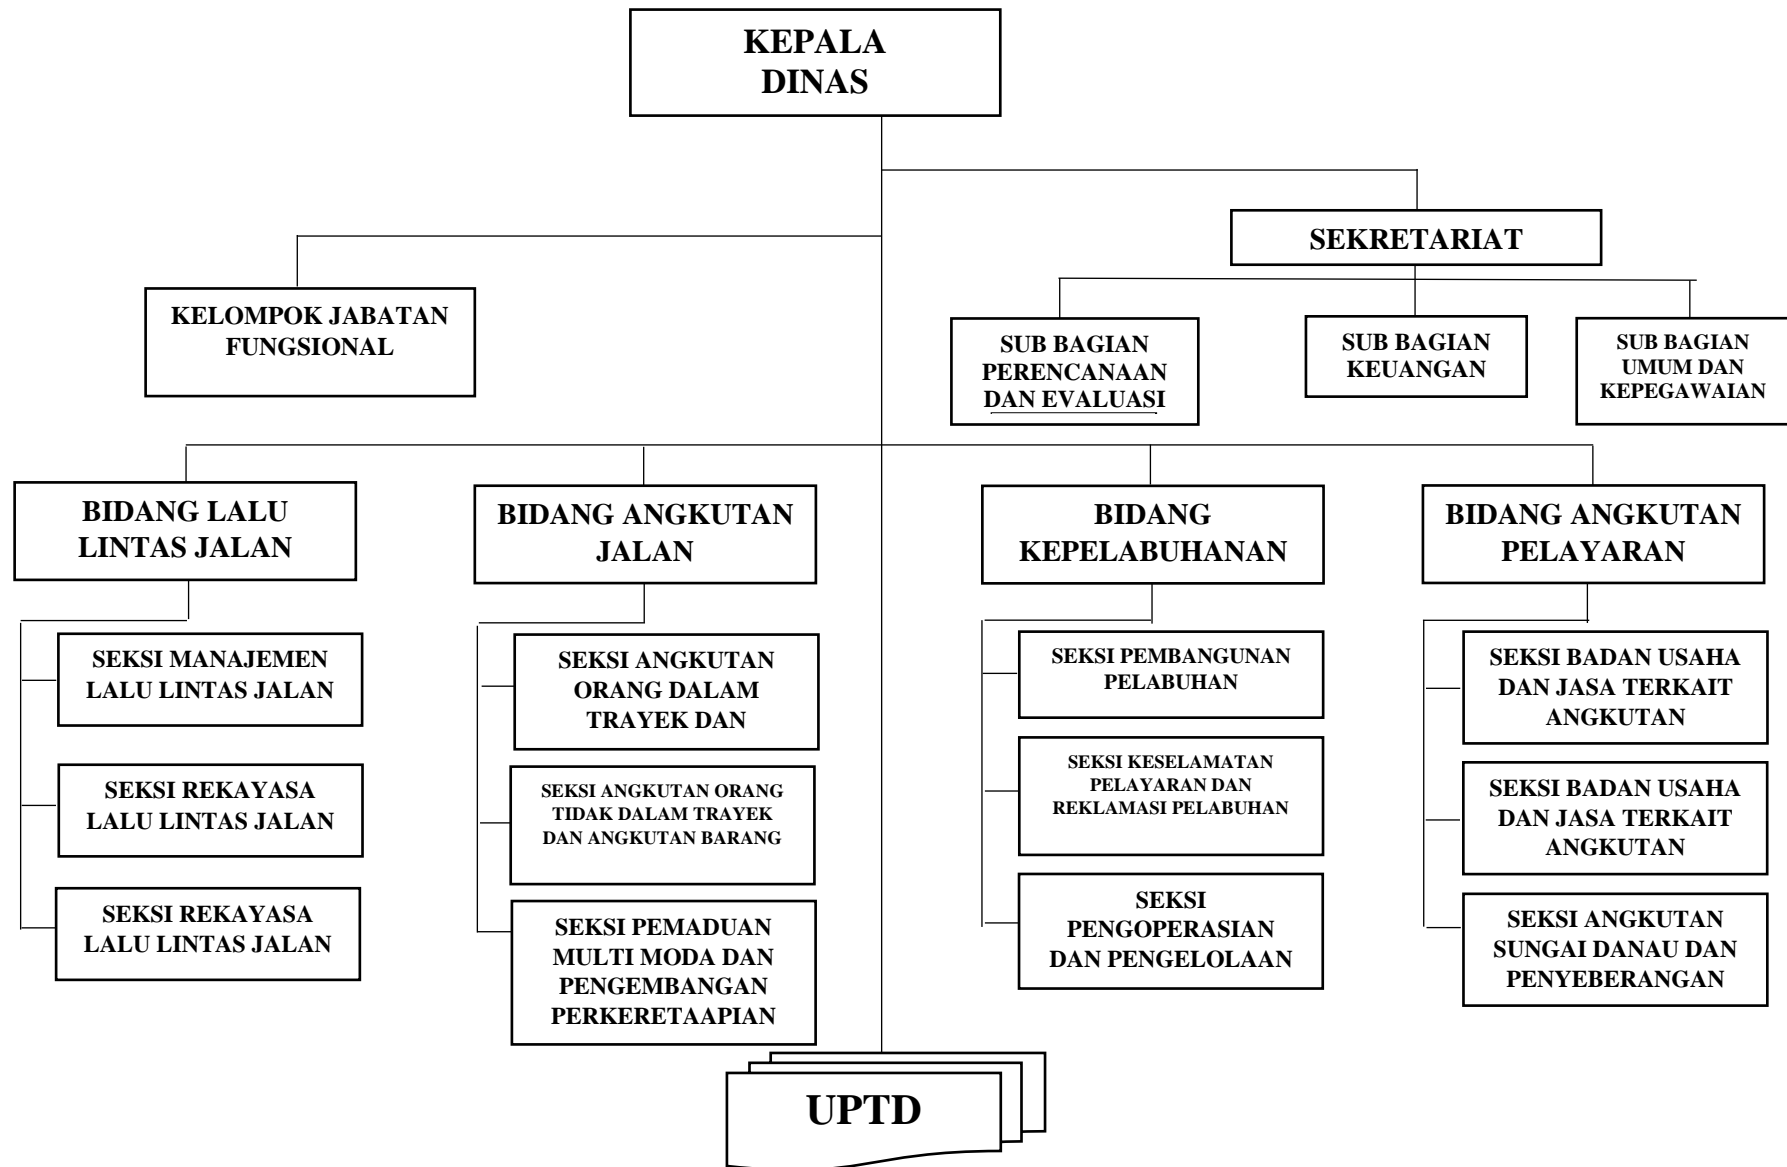 KEPALA
DINAS
SEKRETARIAT
KELOMPOK JABATAN
FUNGSIONAL
SUB BAGIAN
PERENCANAAN
DAN EVALUASI
SUB BAGIAN
KEUANGAN
SUB BAGIAN
UMUM DAN
KEPEGAWAIAN
BIDANG LALU
LINTAS JALAN
BIDANG ANGKUTAN
JALAN
BIDANG
KEPELABUHANAN
BIDANG ANGKUTAN
PELAYARAN
SEKSI MANAJEMEN
LALU LINTAS JALAN
SEKSI REKAYASA
LALU LINTAS JALAN
SEKSI REKAYASA
LALU LINTAS JALAN
SEKSI ANGKUTAN
ORANG DALAM
TRAYEK DAN
SEKSI ANGKUTAN ORANG
TIDAK DALAM TRAYEK
DAN ANGKUTAN BARANG
SEKSI PEMADUAN
MULTI MODA DAN
PENGEMBANGAN
PERKERETAAPIAN
SEKSI PEMBANGUNAN
PELABUHAN
SEKSI KESELAMATAN
PELAYARAN DAN
REKLAMASI PELABUHAN
SEKSI
PENGOPERASIAN
DAN PENGELOLAAN
SEKSI BADAN USAHA
DAN JASA TERKAIT
ANGKUTAN
SEKSI BADAN USAHA
DAN JASA TERKAIT
ANGKUTAN
SEKSI ANGKUTAN
SUNGAI DANAU DAN
PENYEBERANGAN
UPTD